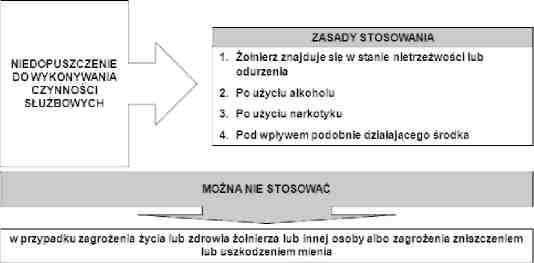 NIEDOPUSZCZENIE
DO WYKONYWANIA
CZYNNOŚCI
SŁUŻBOWYCH
ZASADY STOSOWANIA
1. Żołnierz znajduje się w stanie nietrzeźwości lub
odurzenia
2. Po użyciu alkoholu
3. Po użyciu narkotyku
4. Pod wpływem podobnie działającego środka
MOŻNA NIE STOSOWAĆ
w przypadku zagrożenia życia lub zdrowia żołnierza lub innej osoby albo zagrożenia zniszczeniem
lub uszkodzeniem mienia